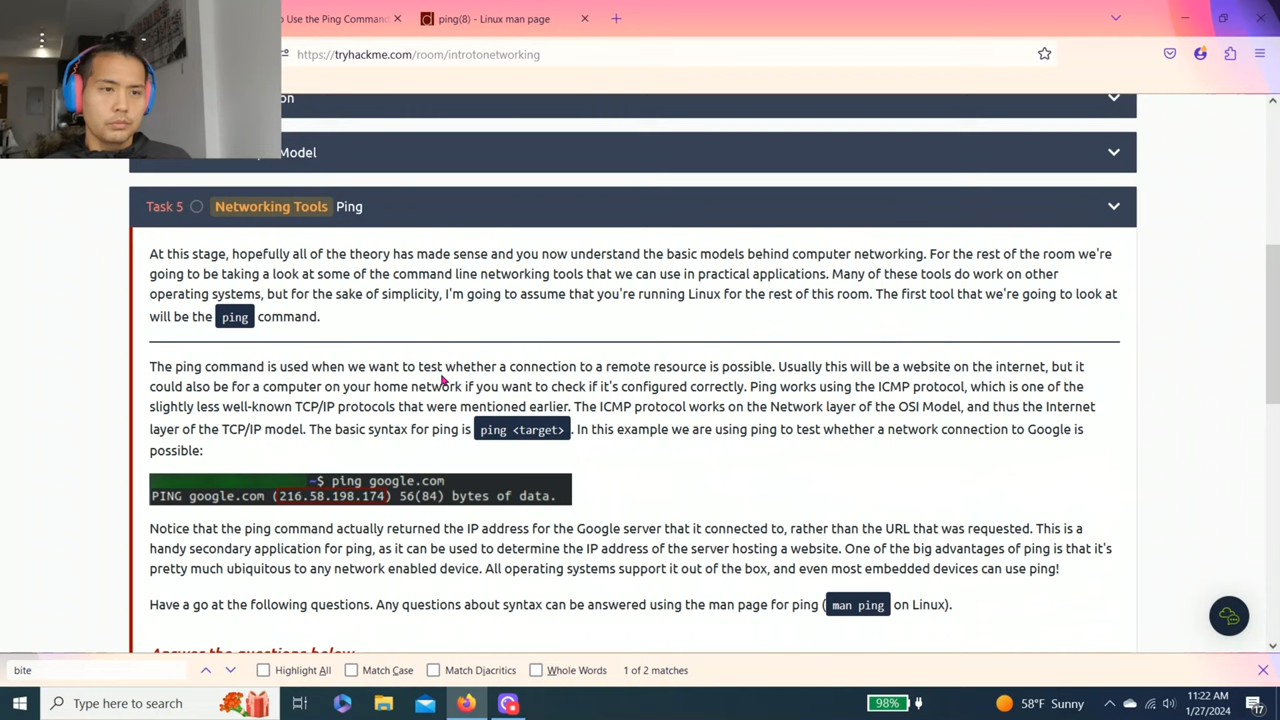 o Use the Ping Command
ping(8) - Linux man page
https://tryhackme.com/room/introtonetworking
on
Model
Task 5 Networking Tools Ping
At this stage, hopefully all of the theory has made sense and you now understand the basic models behind computer networking. For the rest of the room we're
going to be taking a look at some of the command line networking tools that we can use in practical applications. Many of these tools do work on other
operating systems, but for the sake of simplicity, I'm going to assume that you're running Linux for the rest of this room. The first tool that we're going to look at
will be the ping command.
The ping command is used when we want to test whether a connection to a remote resource is possible. Usually this will be a website on the internet, but it
could also be for a computer on your home network if you want to check if it's configured correctly. Ping works using the ICMP protocol, which is one of the
slightly less well-known TCP/IP protocols that were mentioned earlier. The ICMP protocol works on the Network layer of the OSI Model, and thus the Internet
layer of the TCP/IP model. The basic syntax for ping is ping <target>. In this example we are using ping to test whether a network connection to Google is
possible:
~$ ping google.com
PING google.com (216.58.198.174) 56(84) bytes of data.
Notice that the ping command actually returned the IP address for the Google server that it connected to, rather than the URL that was requested. This is a
handy secondary application for ping, as it can be used to determine the IP address of the server hosting a website. One of the big advantages of ping is that it's
pretty much ubiquitous to any network enabled device. All operating systems support it out of the box, and even most embedded devices can use ping!
Have a go at the following questions. Any questions about syntax can be answered using the man page for ping (man ping on Linux).
Answer the questions below
bite Highlight All Match Case Match Diacritics Whole Words 1 of 2 matches
Type here to search 98% 58°F Sunny 11:22 AM
1/27/2024 17